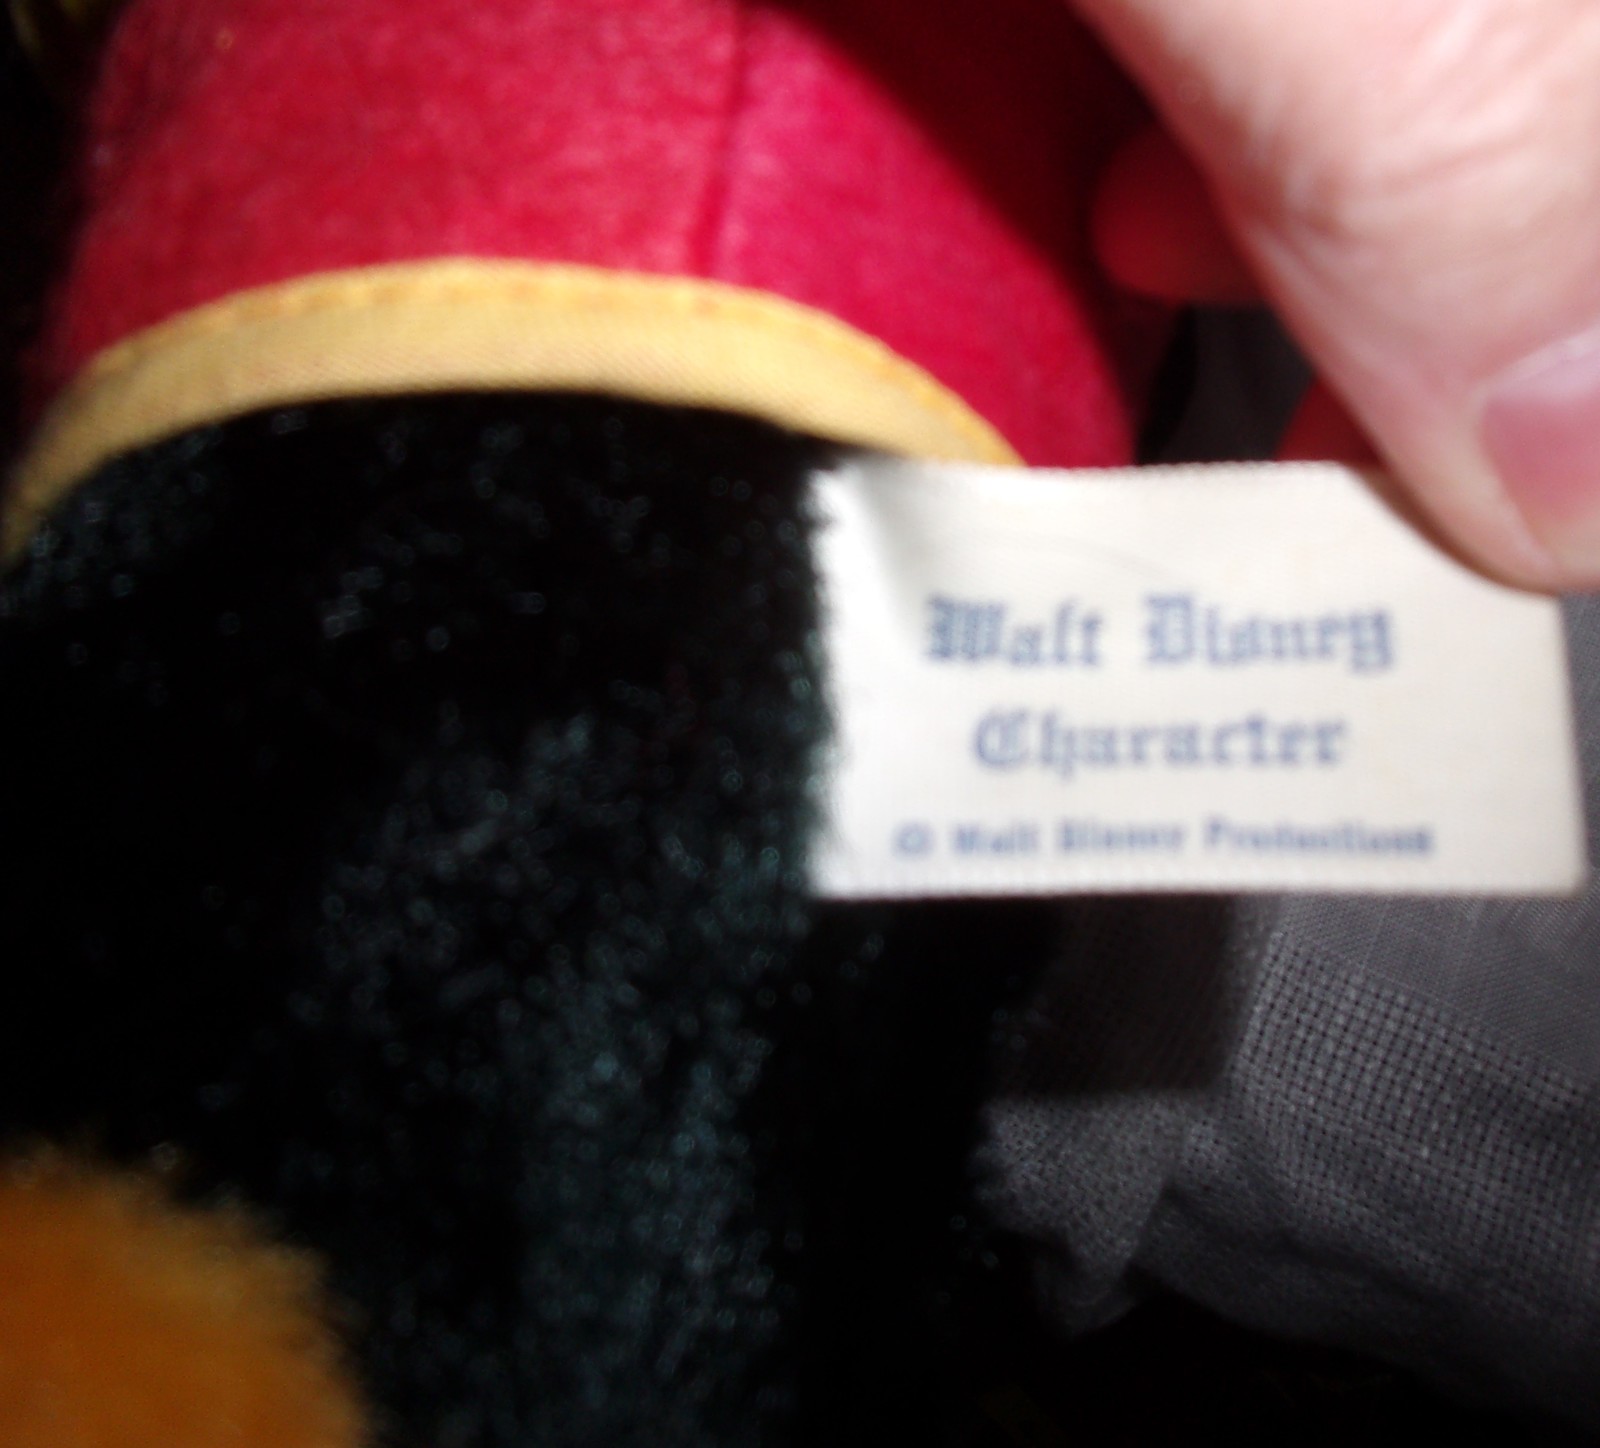 Walt Disney
Character
© Walt Disney Productions